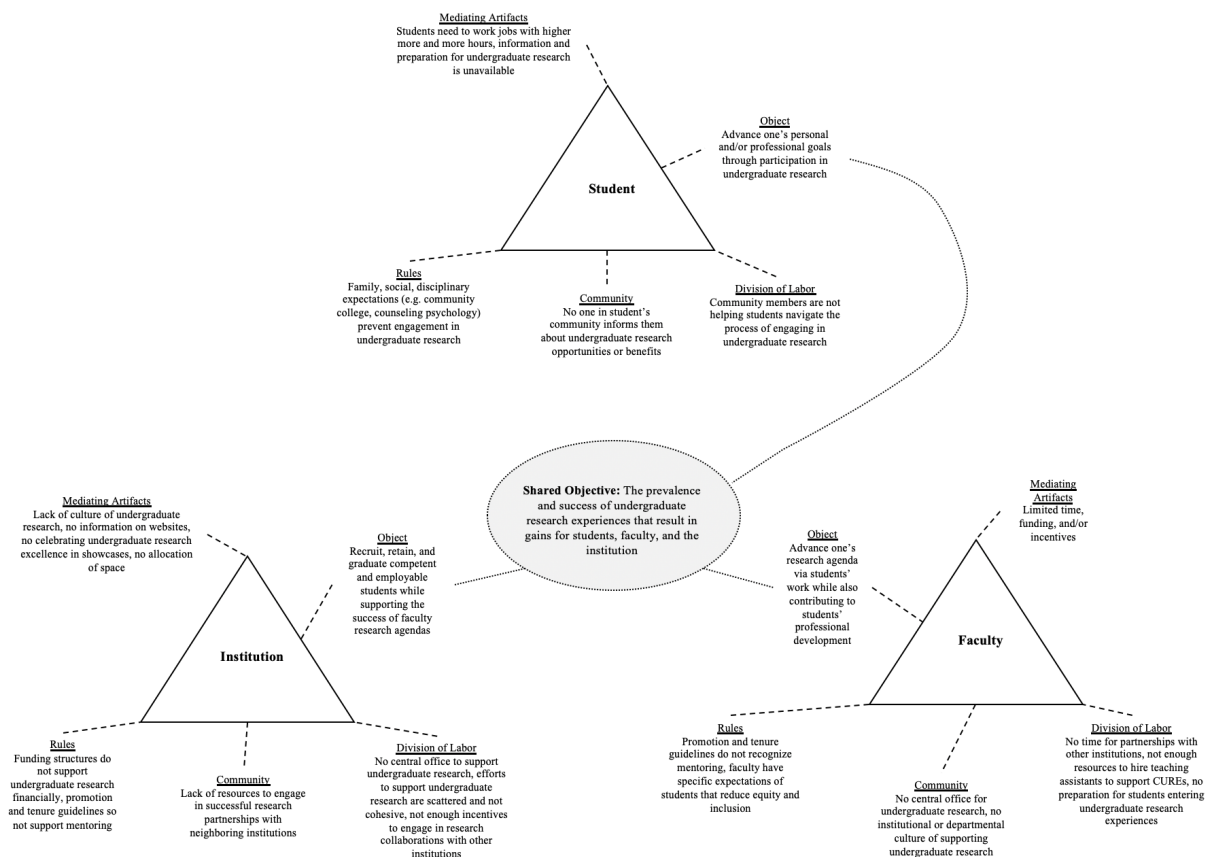 Mediating Artifacts
Students need to work jobs with higher
more and more hours, information and
preparation for undergraduate research
is unavailable
Object
Advance one's personal
and/or professional goals
through participation in
undergraduate research
Student
Rules
Family, social, disciplinary
expectations (e.g. community
college, counseling psychology)
prevent engagement in
undergraduate research
Community
No one in student's
community informs them
about undergraduate research
opportunities or benefits
Division of Labor
Community members are not
helping students navigate the
process of engaging in
undergraduate research
Shared Objective: The prevalence
and success of undergraduate
research experiences that result in
gains for students, faculty, and the
institution
Mediating Artifacts
Lack of culture of undergraduate
research, no information on websites,
no celebrating undergraduate research
excellence in showcases, no allocation
of space
Object
Recruit, retain, and
graduate competent
and employable
students while
supporting the
success of faculty
research agendas
Institution
Rules
Funding structures do
not support
undergraduate research
financially, promotion
and tenure guidelines so
not support mentoring
Community
Lack of resources to engage
in successful research
partnerships with
neighboring institutions
Division of Labor
No central office to support
undergraduate research, efforts
to support undergraduate
research are scattered and not
cohesive, not enough incentives
to engage in research
collaborations with other
institutions
Mediating
Artifacts
Limited time,
funding, and/or
incentives
Object
Advance one's
research agenda
via students'
work while also
contributing to
students'
professional
development
Faculty
Rules
Promotion and tenure
guidelines do not recognize
mentoring, faculty have
specific expectations of
students that reduce equity and
inclusion
Community
No central office for
undergraduate research, no
institutional or departmental
culture of supporting
undergraduate research
Division of Labor
No time for partnerships with
other institutions, not enough
resources to hire teaching
assistants to support CUREs, no
preparation for students entering
undergraduate research
experiences